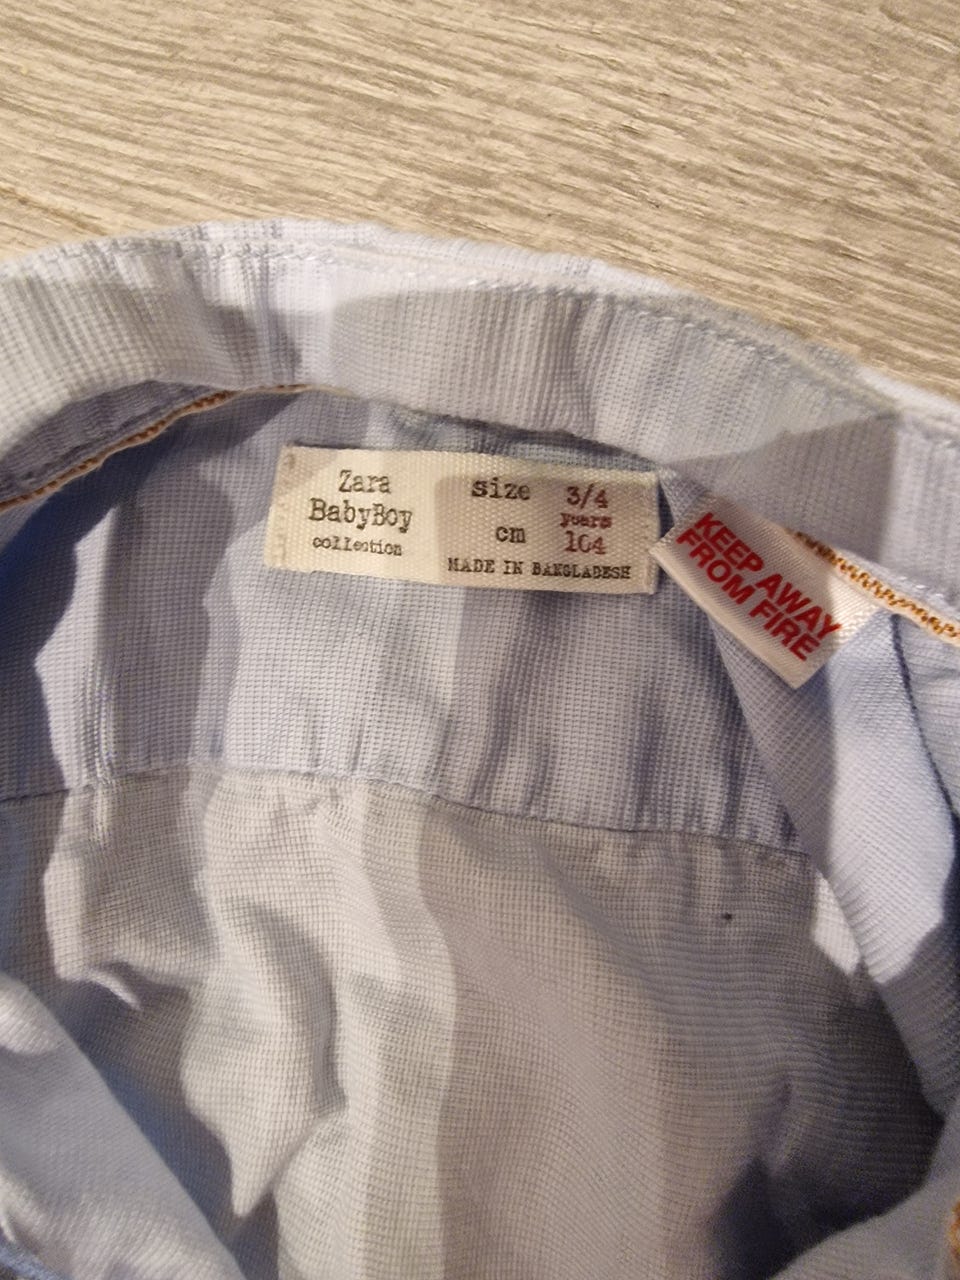 Zara
BabyBoy
collection
size 3/4
years
cm 104
MADE IN BANGLADESH
KEEP AWAY
FROM FIRE